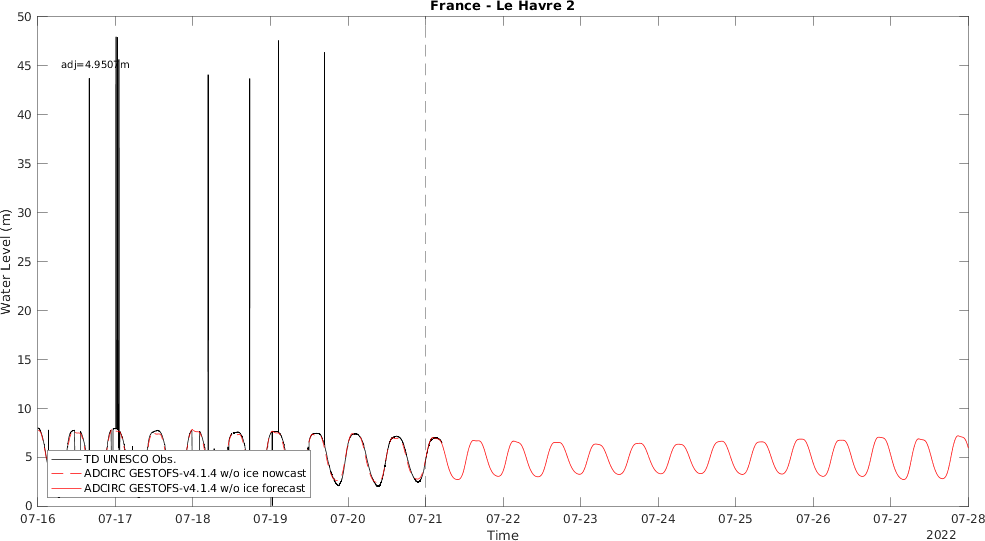 France - Le Havre 2
50
45
40
35
30
25
20
15
10
5
0
Water Level (m)
adj=4.9507m
TD UNESCO Obs.
ADCIRC GESTOFS-v4.1.4 w/o ice nowcast
ADCIRC GESTOFS-v4.1.4 w/o ice forecast
07-16 07-17 07-18 07-19 07-20 07-21 07-22 07-23 07-24 07-25 07-26 07-27 07-28
Time
2022